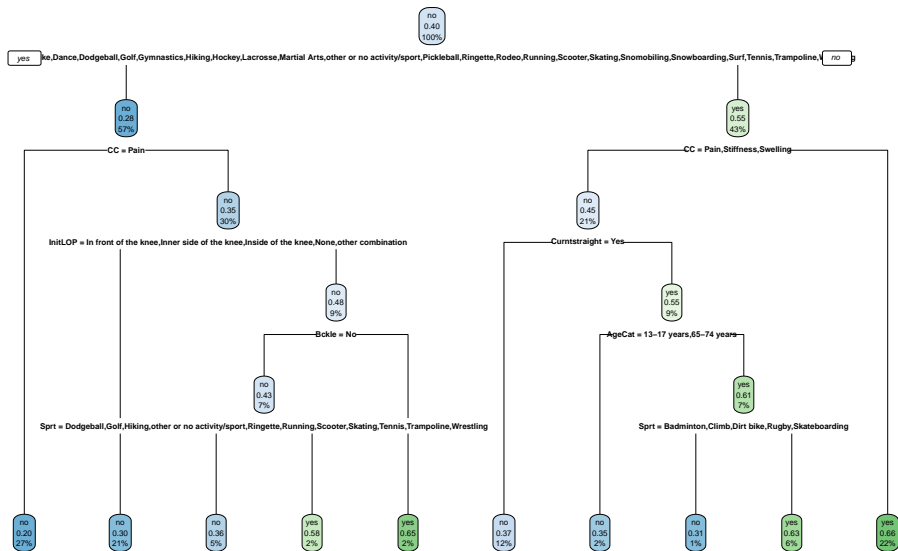 no
0.40
100%
yes
ke,Dance,Dodgeball,Golf,Gymnastics,Hiking,Hockey,Lacrosse,Martial Arts,other or no activity/sport,Pickleball,Ringette,Rodeo,Running,Scooter,Skating,Snomobiling,Snowboarding,Surf,Tennis,Trampoline,
no
no
0.28
57%
yes
0.55
43%
CC = Pain
CC = Pain,Stiffness,Swelling
no
0.35
30%
no
0.45
21%
InitLOP = In front of the knee,Inner side of the knee,Inside of the knee,None,other combination
Curntstraight = Yes
no
0.48
9%
yes
0.55
9%
Bckle = No
AgeCat = 13–17 years,65–74 years
no
0.43
7%
yes
0.61
7%
Sprt = Dodgeball,Golf,Hiking,other or no activity/sport,Ringette,Running,Scooter,Skating,Tennis,Trampoline,Wrestling
Sprt = Badminton,Climb,Dirt bike,Rugby,Skateboarding
no
0.20
27%
no
0.30
21%
no
0.36
5%
yes
0.58
2%
yes
0.65
2%
no
0.37
12%
no
0.35
2%
no
0.31
1%
yes
0.63
6%
yes
0.66
22%